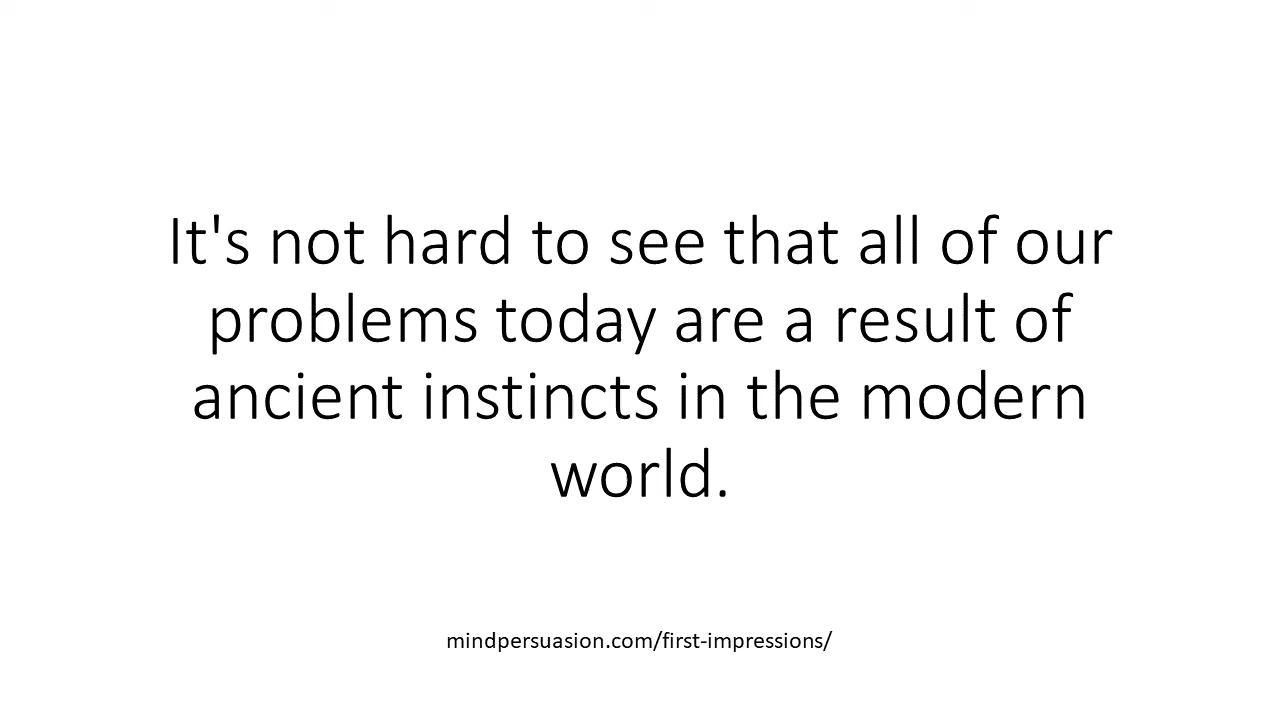 It's not hard to see that all of our
problems today are a result of
ancient instincts in the modern
world.
mindpersuasion.com/first-impressions/